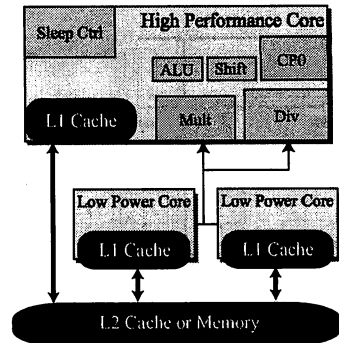 High Performance Core
Sleep Ctrl
ALU
Shift
CP0
L1 Cache
Mult
Div
Low Power Core
Low Power Core
L1 Cache
L1 Cache
L2 Cache or Memory